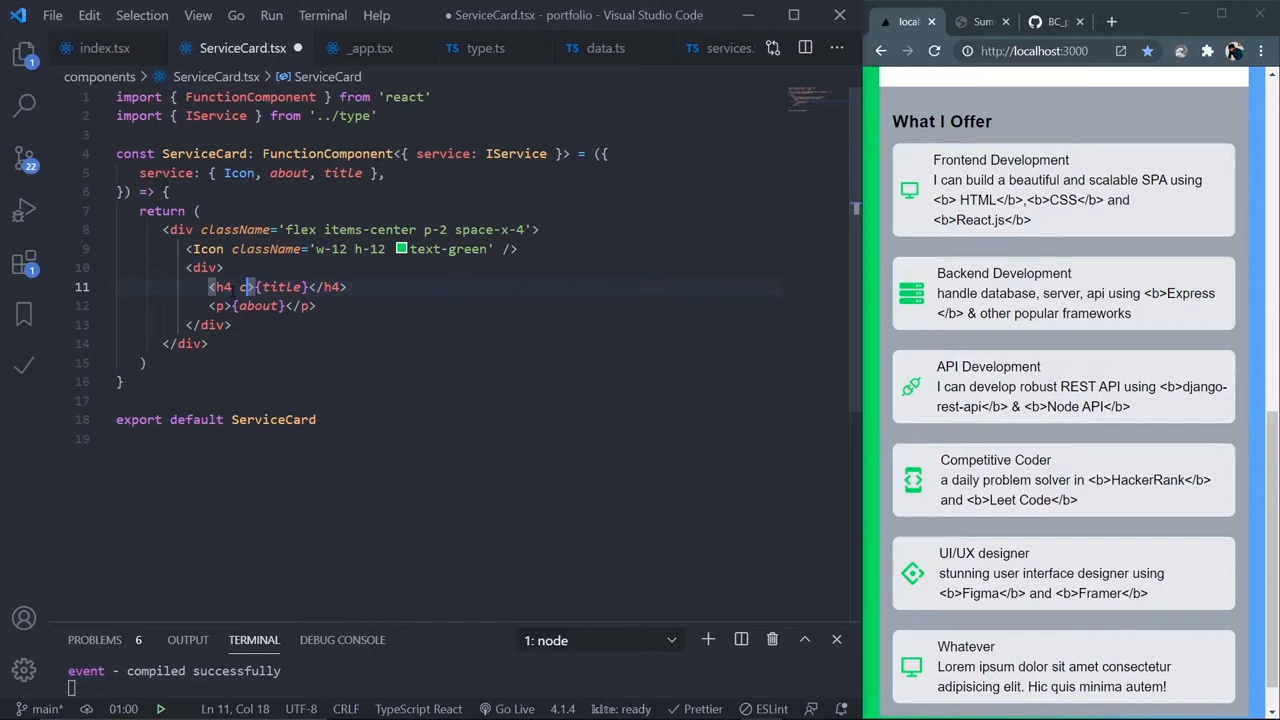 File Edit Selection View Go Run Terminal Help ● ServiceCard.tsx - portfolio - Visual Studio Code
index.tsx ServiceCard.tsx ● _app.tsx type.ts data.ts services.
components > ServiceCard.tsx > ServiceCard
1 import { FunctionComponent } from 'react'
2 import { IService } from '../type'
3
4 const ServiceCard: FunctionComponent<{ service: IService }> = ({
5 service: { Icon, about, title },
6 }) => {
7 return (
8 <div className='flex items-center p-2 space-x-4'>
9 <Icon className='w-12 h-12 text-green' />
10 <div>
11 <h4 c>{title}</h4>
12 <p>{about}</p>
13 </div>
14 </div>
15 )
16 }
17
18 export default ServiceCard
19
PROBLEMS 6 OUTPUT TERMINAL DEBUG CONSOLE 1: node
event - compiled successfully
main* 01:00 Ln 11, Col 18 UTF-8 CRLF TypeScript React Go Live 4.1.4 kite: ready Prettier ESLint
1
22
1
local
Sum
BC_p
http://localhost:3000
What I Offer
Frontend Development
I can build a beautiful and scalable SPA using
<b> HTML</b>,<b>CSS</b> and
<b>React.js</b>
Backend Development
handle database, server, api using <b>Express
</b> & other popular frameworks
API Development
I can develop robust REST API using <b>django-
rest-api</b> & <b>Node API</b>
Competitive Coder
a daily problem solver in <b>HackerRank</b>
and <b>Leet Code</b>
UI/UX designer
stunning user interface designer using
<b>Figma</b> and <b>Framer</b>
Whatever
Lorem ipsum dolor sit amet consectetur
adipisicing elit. Hic quis minima autem!